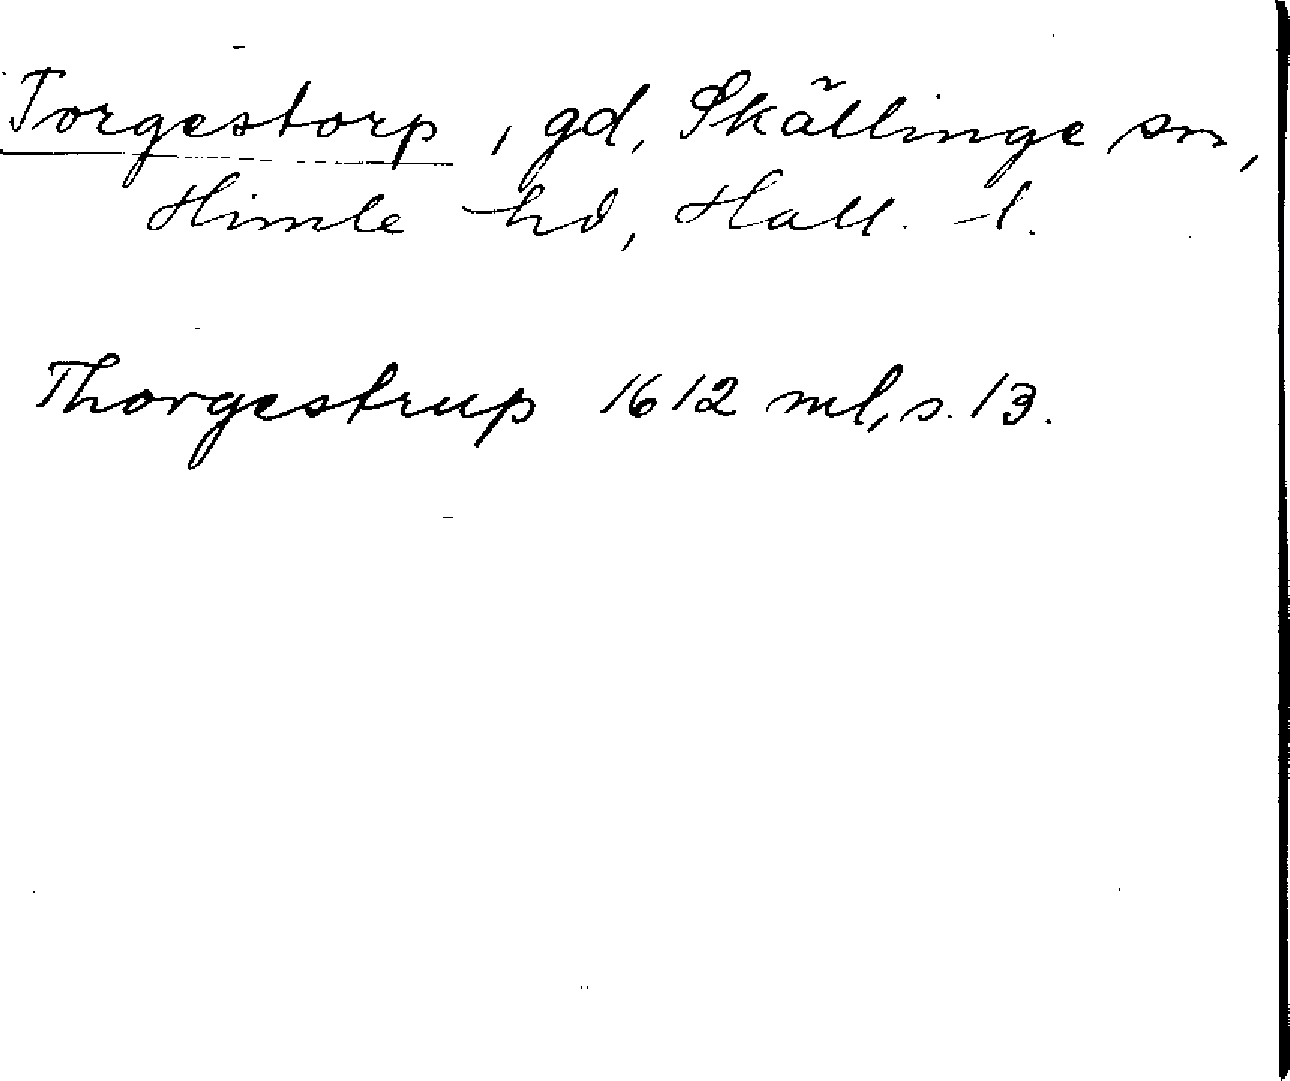 Torgestorp, gd, Skällinge sn,
Himle hd, Hall. l.
Thorgestrup 1612 ml, s. 13.